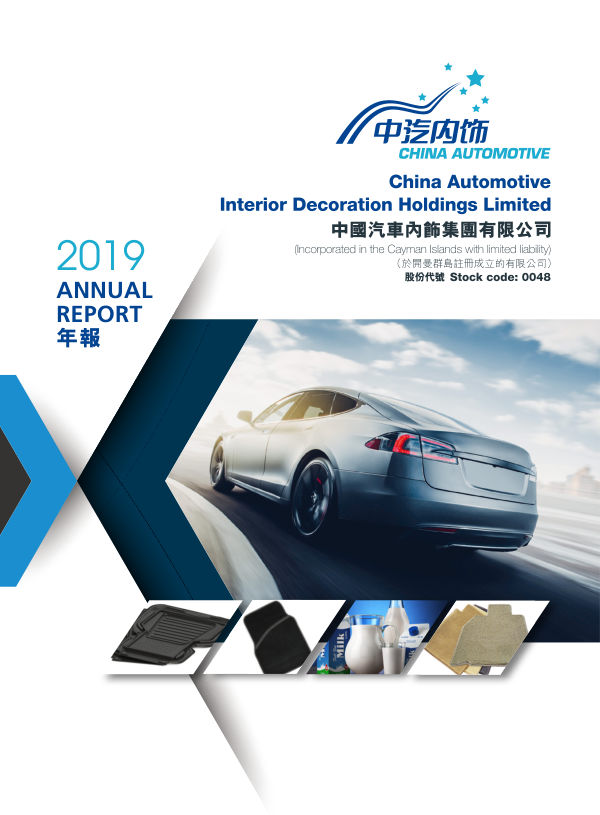 中汽内饰
CHINA AUTOMOTIVE
China Automotive
Interior Decoration Holdings Limited
中國汽車內飾集團有限公司
(Incorporated in the Cayman Islands with limited liability)
（於開曼群島註冊成立的有限公司）
股份代號 Stock code: 0048
2019
ANNUAL
REPORT
年報
Milk